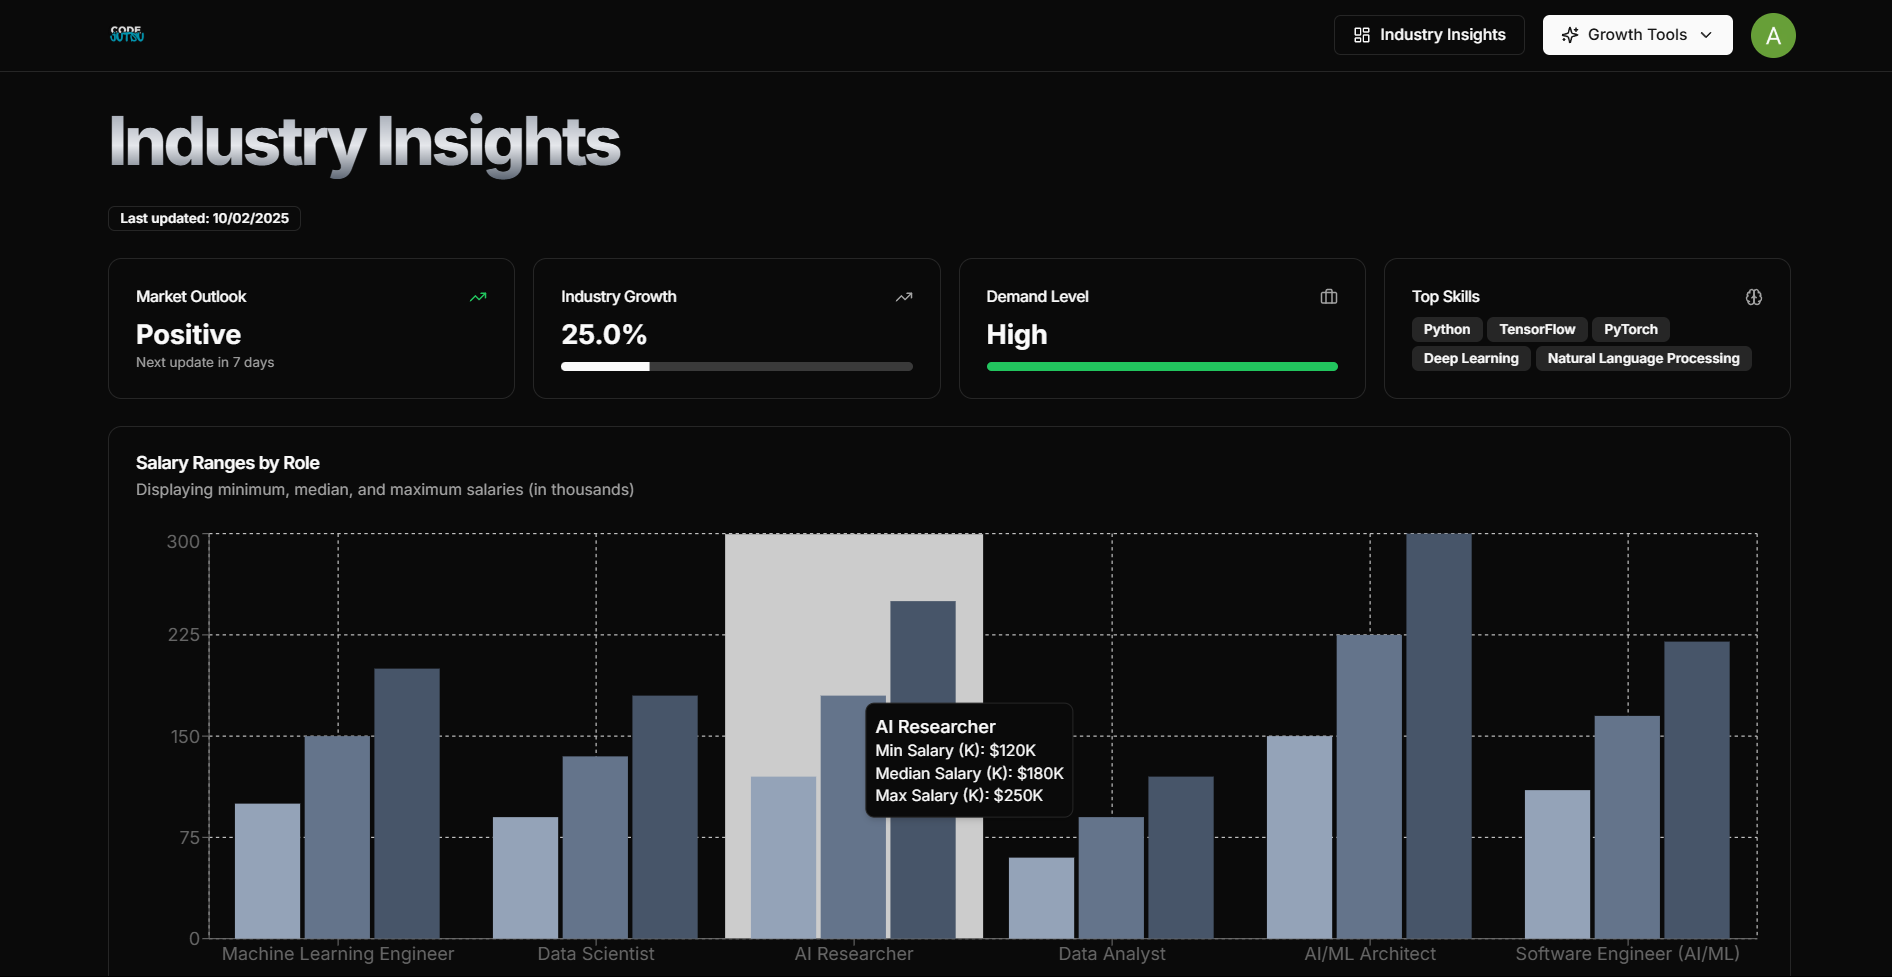 CODE
JUTSU
Industry Insights
Growth Tools
A
Industry Insights
Last updated: 10/02/2025
Market Outlook
Positive
Next update in 7 days
Industry Growth
25.0%
Demand Level
High
Top Skills
Python TensorFlow PyTorch
Deep Learning Natural Language Processing
Salary Ranges by Role
Displaying minimum, median, and maximum salaries (in thousands)
300
225
150
75
0
AI Researcher
Min Salary (K): $120K
Median Salary (K): $180K
Max Salary (K): $250K
Machine Learning Engineer
Data Scientist
AI Researcher
Data Analyst
AI/ML Architect
Software Engineer (AI/ML)